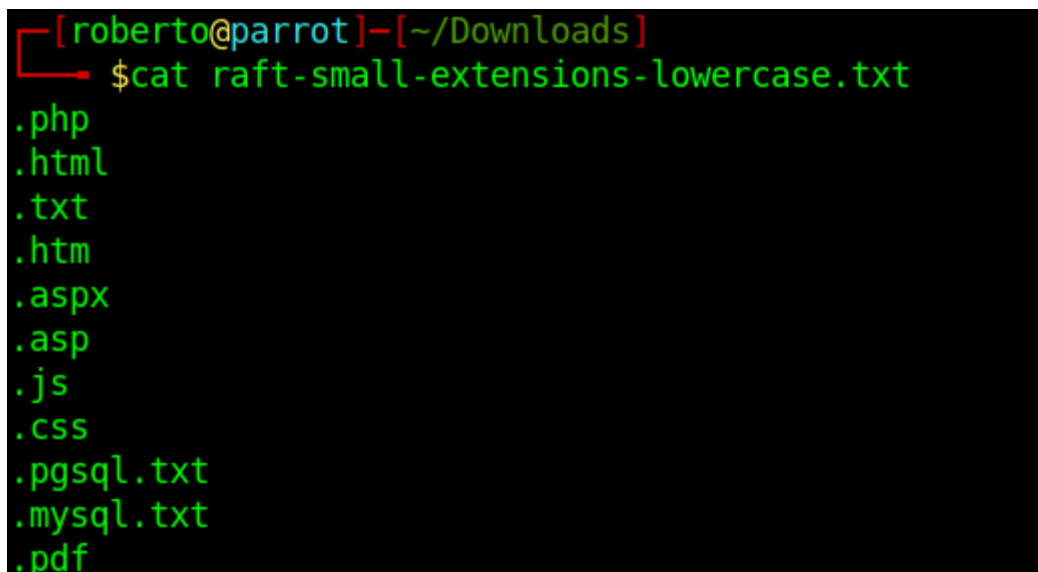 ┌─[roberto@parrot]─[~/Downloads]
└──╼ $cat raft-small-extensions-lowercase.txt
.php
.html
.txt
.htm
.aspx
.asp
.js
.css
.pgsql.txt
.mysql.txt
.pdf